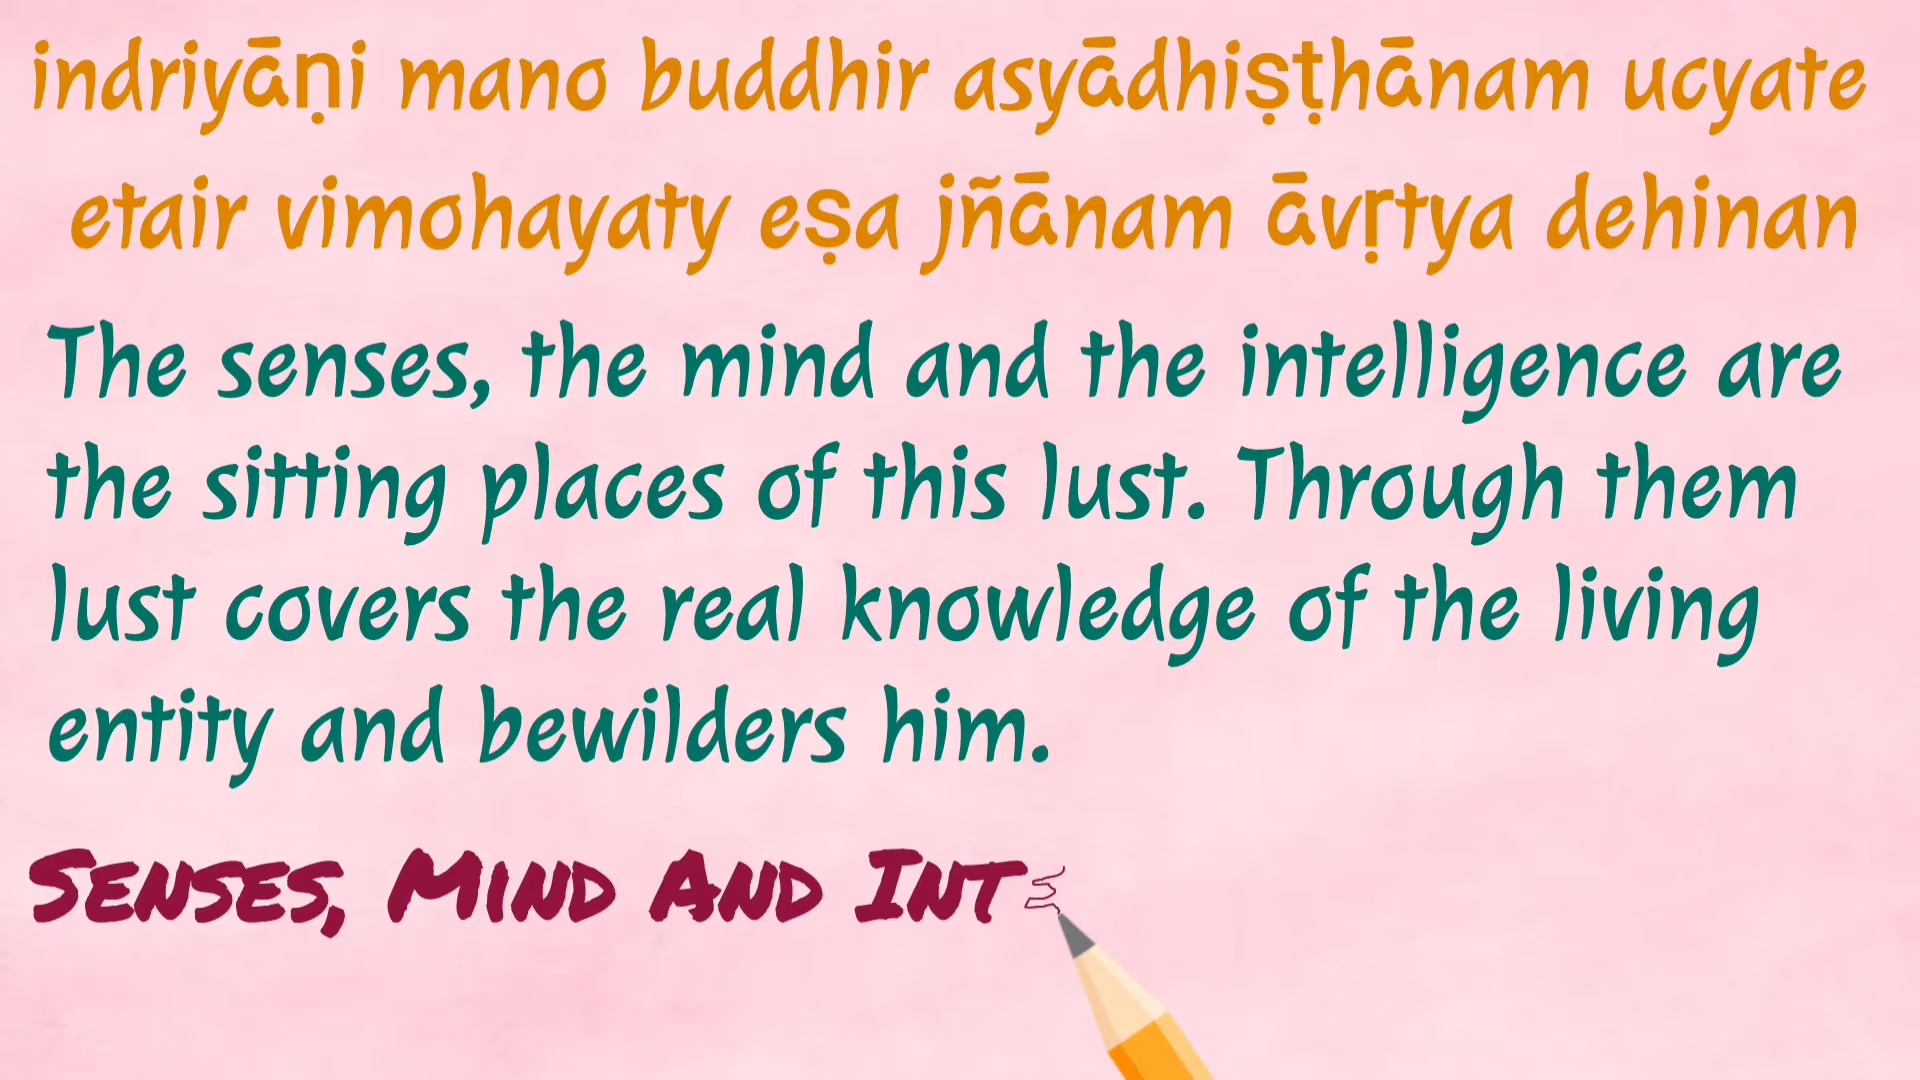 indriyāṇi mano buddhir asyādhiṣṭhānam ucyate
etair vimohayaty eṣa jñānam āvṛtya dehinan
The senses, the mind and the intelligence are
the sitting places of this lust. Through them
lust covers the real knowledge of the living
entity and bewilders him.
Senses, Mind And Int